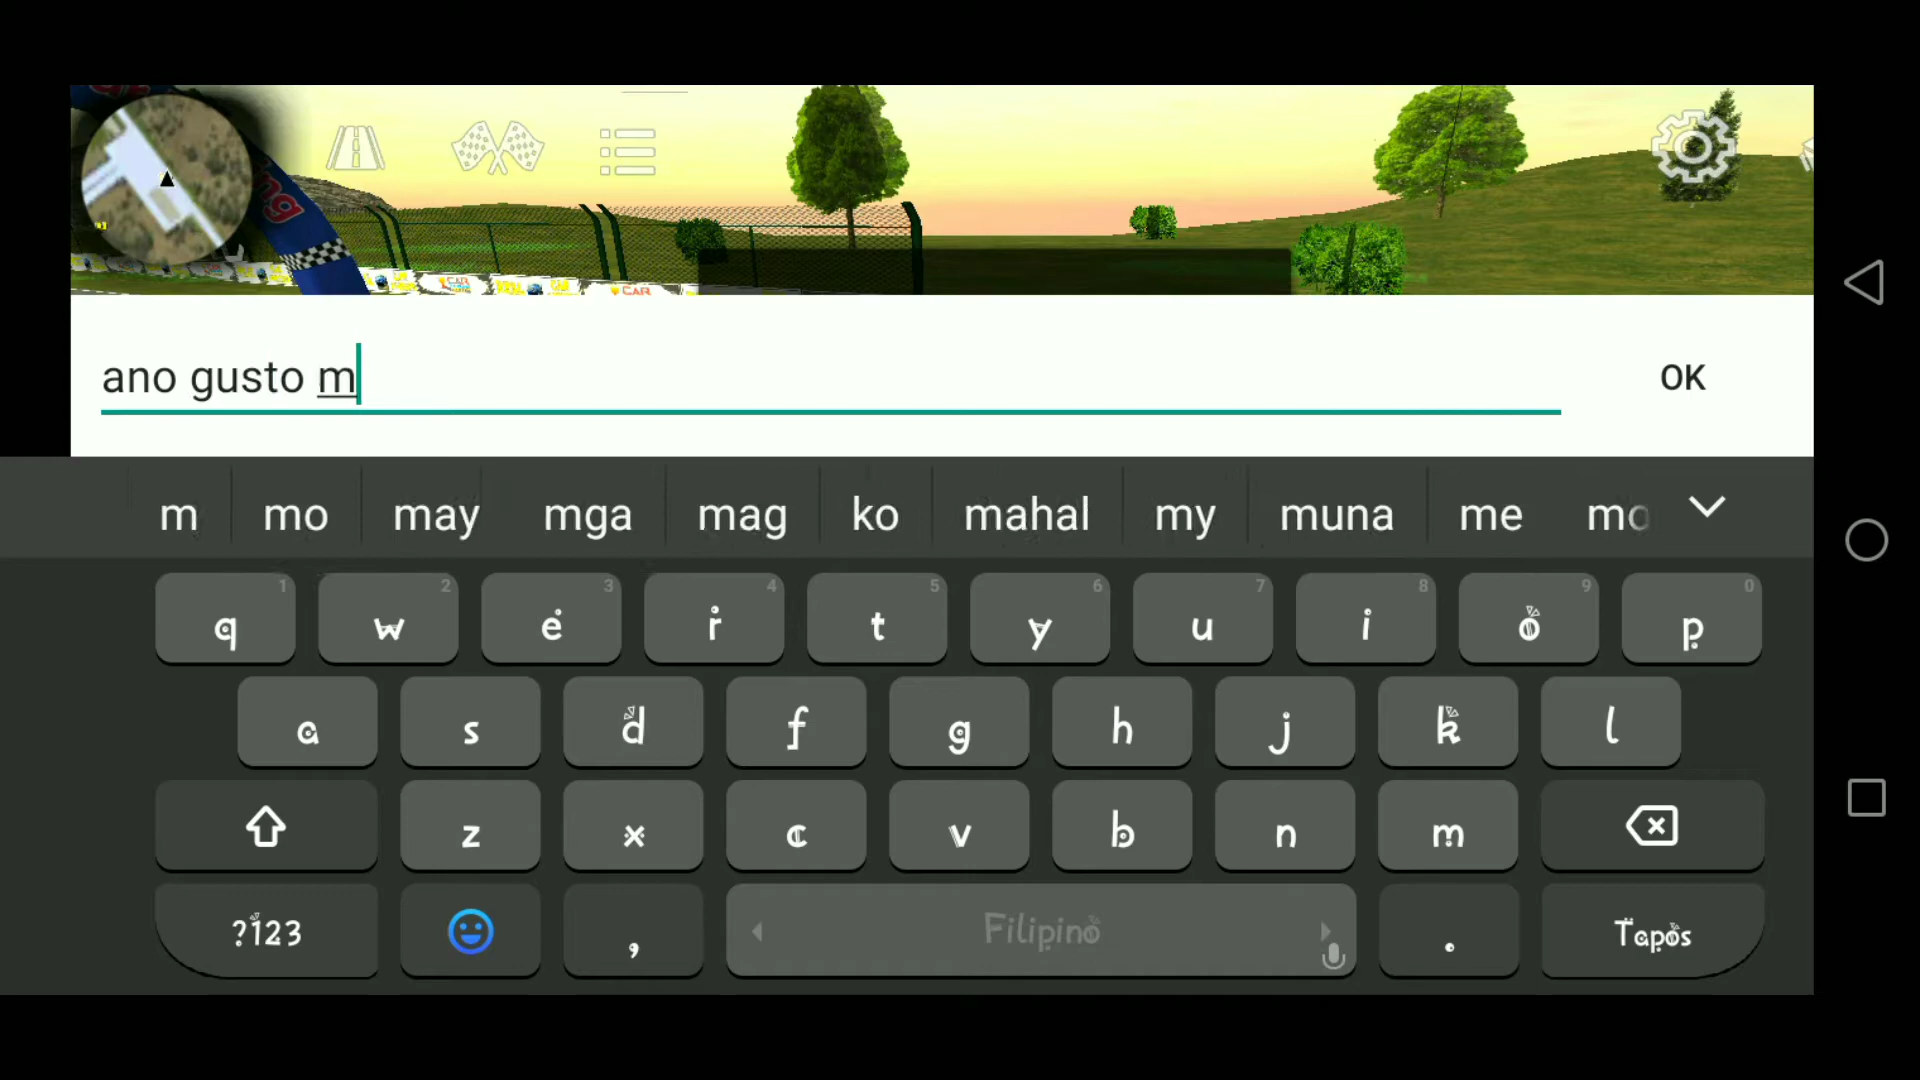 CAR
ano gusto m
OK
m mo may mga mag ko mahal my muna me
1 2 3 4 5 6 7 8 9 0
q w e r t y u i o p
a s d f g h j k l
z x c v b n m
?123 , Filipino . Tapos